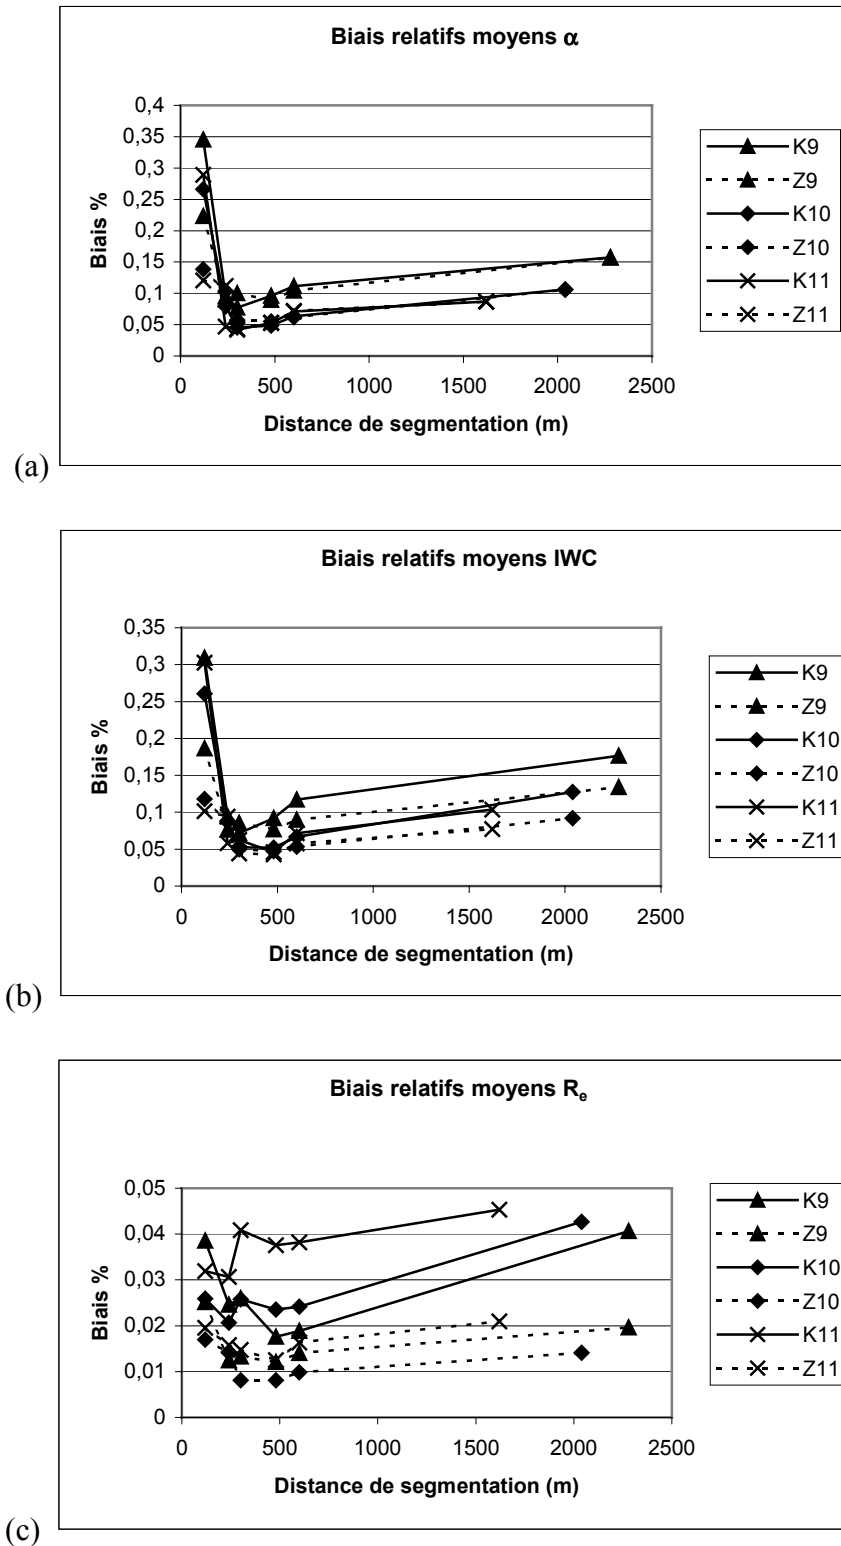 Biais relatifs moyens α
Biais %
0,4
0,35
0,3
0,25
0,2
0,15
0,1
0,05
0
0 500 1000 1500 2000 2500
Distance de segmentation (m)
K9
Z9
K10
Z10
K11
Z11
(a)
Biais relatifs moyens IWC
Biais %
0,35
0,3
0,25
0,2
0,15
0,1
0,05
0
0 500 1000 1500 2000 2500
Distance de segmentation (m)
K9
Z9
K10
Z10
K11
Z11
(b)
Biais relatifs moyens Re
Biais %
0,05
0,04
0,03
0,02
0,01
0
0 500 1000 1500 2000 2500
Distance de segmentation (m)
K9
Z9
K10
Z10
K11
Z11
(c)